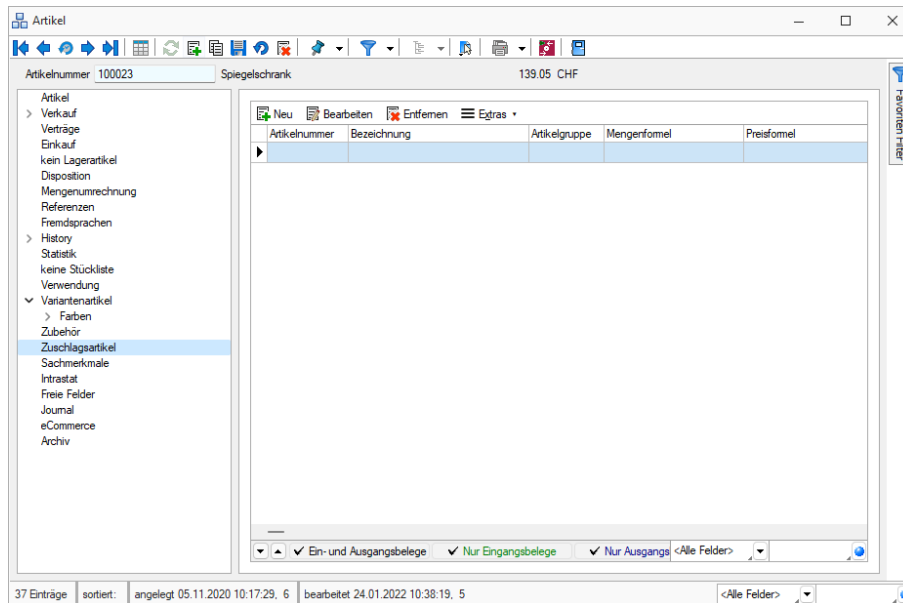 Artikel
Artikelnummer 100023 Spiegelschrank 139.05 CHF
Favoriten Filter
Artikel
Verkauf
Verträge
Einkauf
kein Lagerartikel
Disposition
Mengenumrechnung
Referenzen
Fremdsprachen
History
Statistik
keine Stückliste
Verwendung
Variantenartikel
Farben
Zubehör
Zuschlagsartikel
Sachmerkmale
Intrastat
Freie Felder
Journal
eCommerce
Archiv
Neu Bearbeiten Entfernen Extras
Artikelnummer Bezeichnung Artikelgruppe Mengenformel Preisformel
Ein- und Ausgangsbelege Nur Eingangsbelege Nur Ausgangs <Alle Felder>
37 Einträge sortiert: angelegt 05.11.2020 10:17:29, 6 bearbeitet 24.01.2022 10:38:19, 5 <Alle Felder>